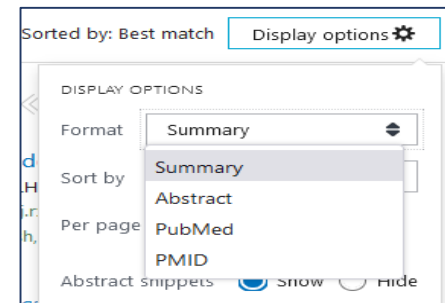 Sorted by: Best match Display options
DISPLAY OPTIONS
Format Summary
Summary
Sort by
Abstract
Per page PubMed
PMID
Abstract snippets Show Hide